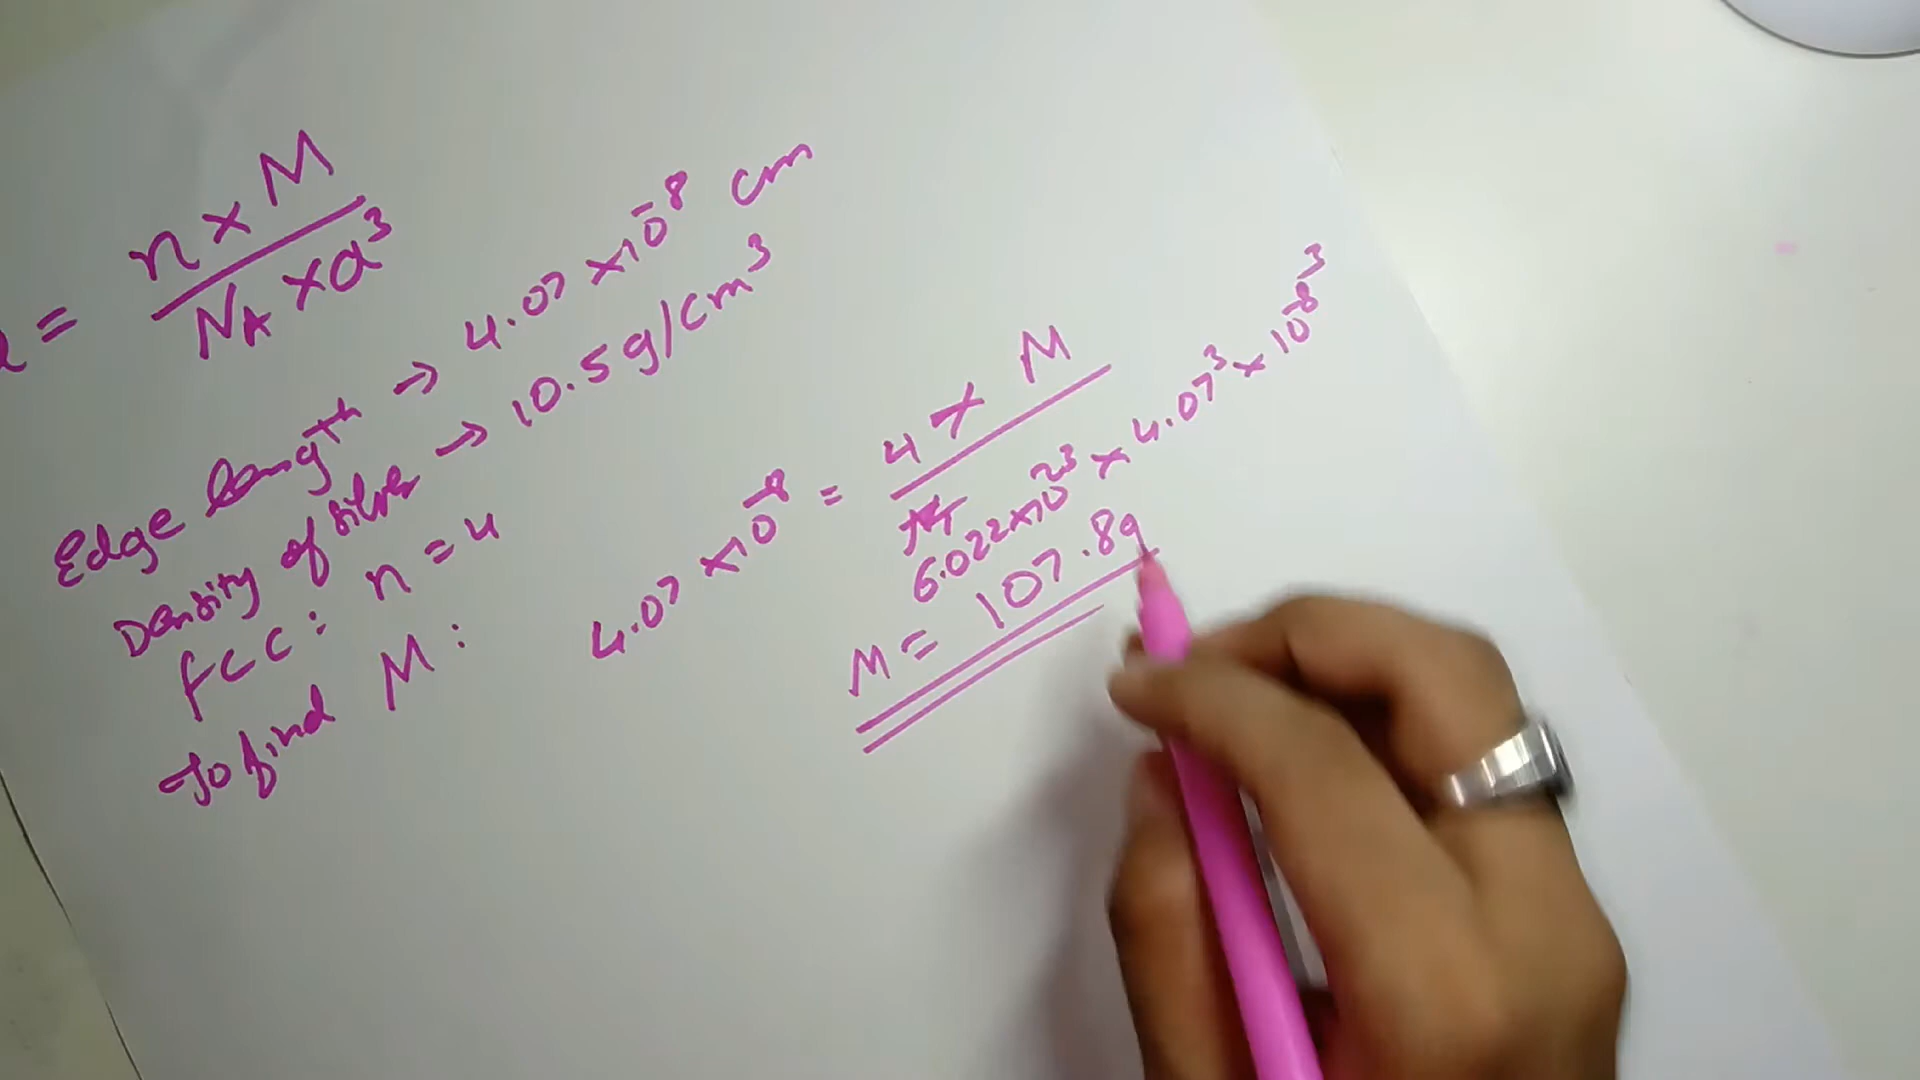 = n × M / N_A × a³
Edge length → 4.07 × 10⁻⁸ cm
Density of silver → 10.5 g/cm³
fcc: n = 4
To find M:
4.07 × 10⁻⁸ = 4 × M / 6.022×10²³ × 4.07³ × 10⁻⁸³
M = 107.8g